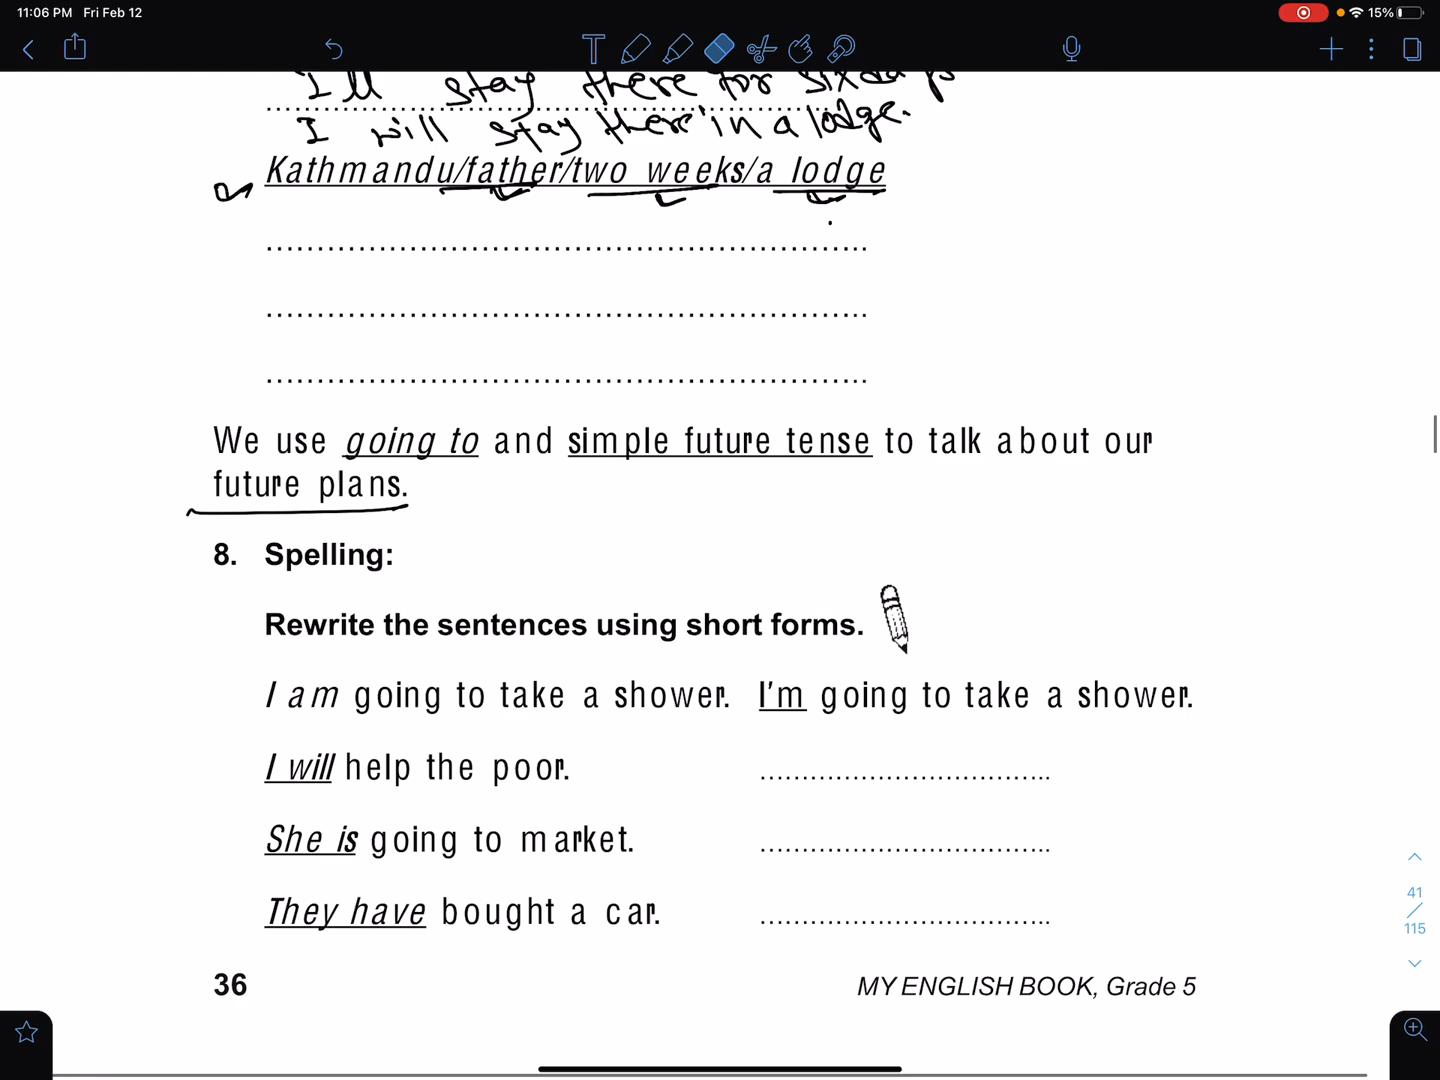 11:06 PM Fri Feb 12
15%
T
I'll stay there for six days
I will stay there in a lodge.
Kathmandu/father/two weeks/a lodge
................................................................
................................................................
................................................................
We use going to and simple future tense to talk about our
future plans.
8. Spelling:
Rewrite the sentences using short forms.
I am going to take a shower. I'm going to take a shower.
I will help the poor. ....................................
She is going to market. ....................................
They have bought a car. ....................................
41
/
115
36 MY ENGLISH BOOK, Grade 5